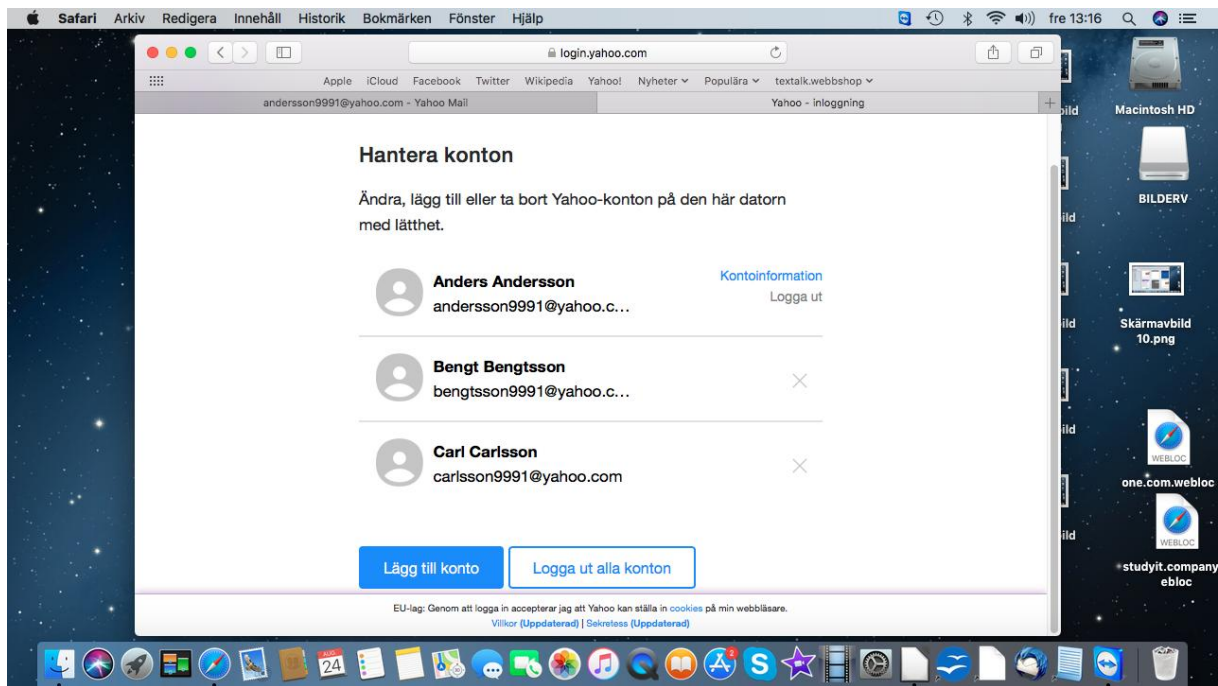 Safari Arkiv Redigera Innehåll Historik Bokmärken Fönster Hjälp fre 13:16
login.yahoo.com
Apple iCloud Facebook Twitter Wikipedia Yahoo! Nyheter Populära textalk.webbshop
andersson9991@yahoo.com - Yahoo Mail Yahoo - inloggning
Hantera konton
Ändra, lägg till eller ta bort Yahoo-konton på den här datorn
med lätthet.
Anders Andersson Kontoinformation
andersson9991@yahoo.c... Logga ut
Bengt Bengtsson
bengtsson9991@yahoo.c...
Carl Carlsson
carlsson9991@yahoo.com
Lägg till konto Logga ut alla konton
EU-lag: Genom att logga in accepterar jag att Yahoo kan ställa in cookies på min webbläsare.
Villkor (Uppdaterad) | Sekretess (Uppdaterad)
Macintosh HD
BILDERV
Skärmavbild
10.png
WEBLOC
one.com.webloc
WEBLOC
studyit.company
ebloc
AUG
24